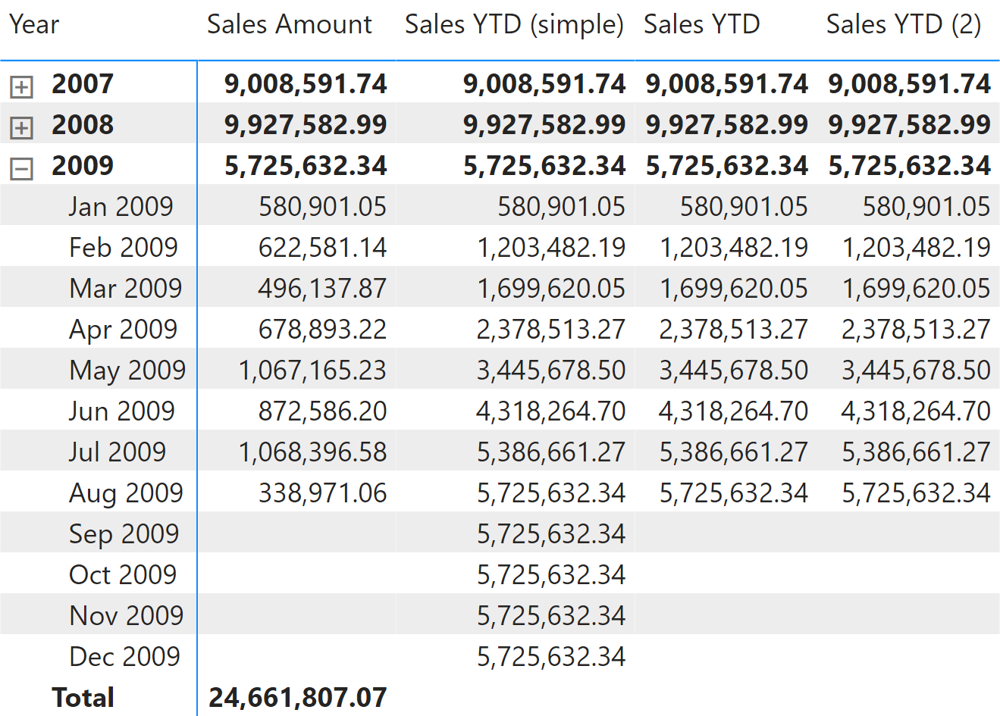 Year Sales Amount Sales YTD (simple) Sales YTD Sales YTD (2)
2007 9,008,591.74 9,008,591.74 9,008,591.74 9,008,591.74
2008 9,927,582.99 9,927,582.99 9,927,582.99 9,927,582.99
2009 5,725,632.34 5,725,632.34 5,725,632.34 5,725,632.34
Jan 2009 580,901.05 580,901.05 580,901.05 580,901.05
Feb 2009 622,581.14 1,203,482.19 1,203,482.19 1,203,482.19
Mar 2009 496,137.87 1,699,620.05 1,699,620.05 1,699,620.05
Apr 2009 678,893.22 2,378,513.27 2,378,513.27 2,378,513.27
May 2009 1,067,165.23 3,445,678.50 3,445,678.50 3,445,678.50
Jun 2009 872,586.20 4,318,264.70 4,318,264.70 4,318,264.70
Jul 2009 1,068,396.58 5,386,661.27 5,386,661.27 5,386,661.27
Aug 2009 338,971.06 5,725,632.34 5,725,632.34 5,725,632.34
Sep 2009 5,725,632.34
Oct 2009 5,725,632.34
Nov 2009 5,725,632.34
Dec 2009 5,725,632.34
Total 24,661,807.07